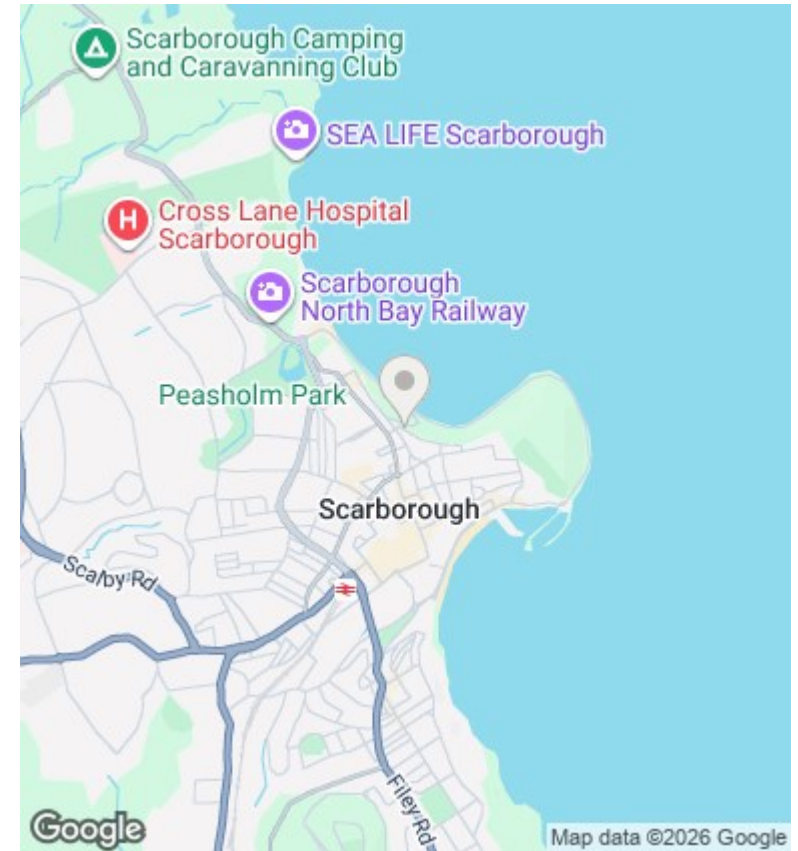 Scarborough Camping
and Caravanning Club
SEA LIFE Scarborough
H
Cross Lane Hospital
Scarborough
Scarborough
North Bay Railway
Peasholm Park
Scarborough
Scalby Rd
Filey Rd
Google
Map data ©2026 Google